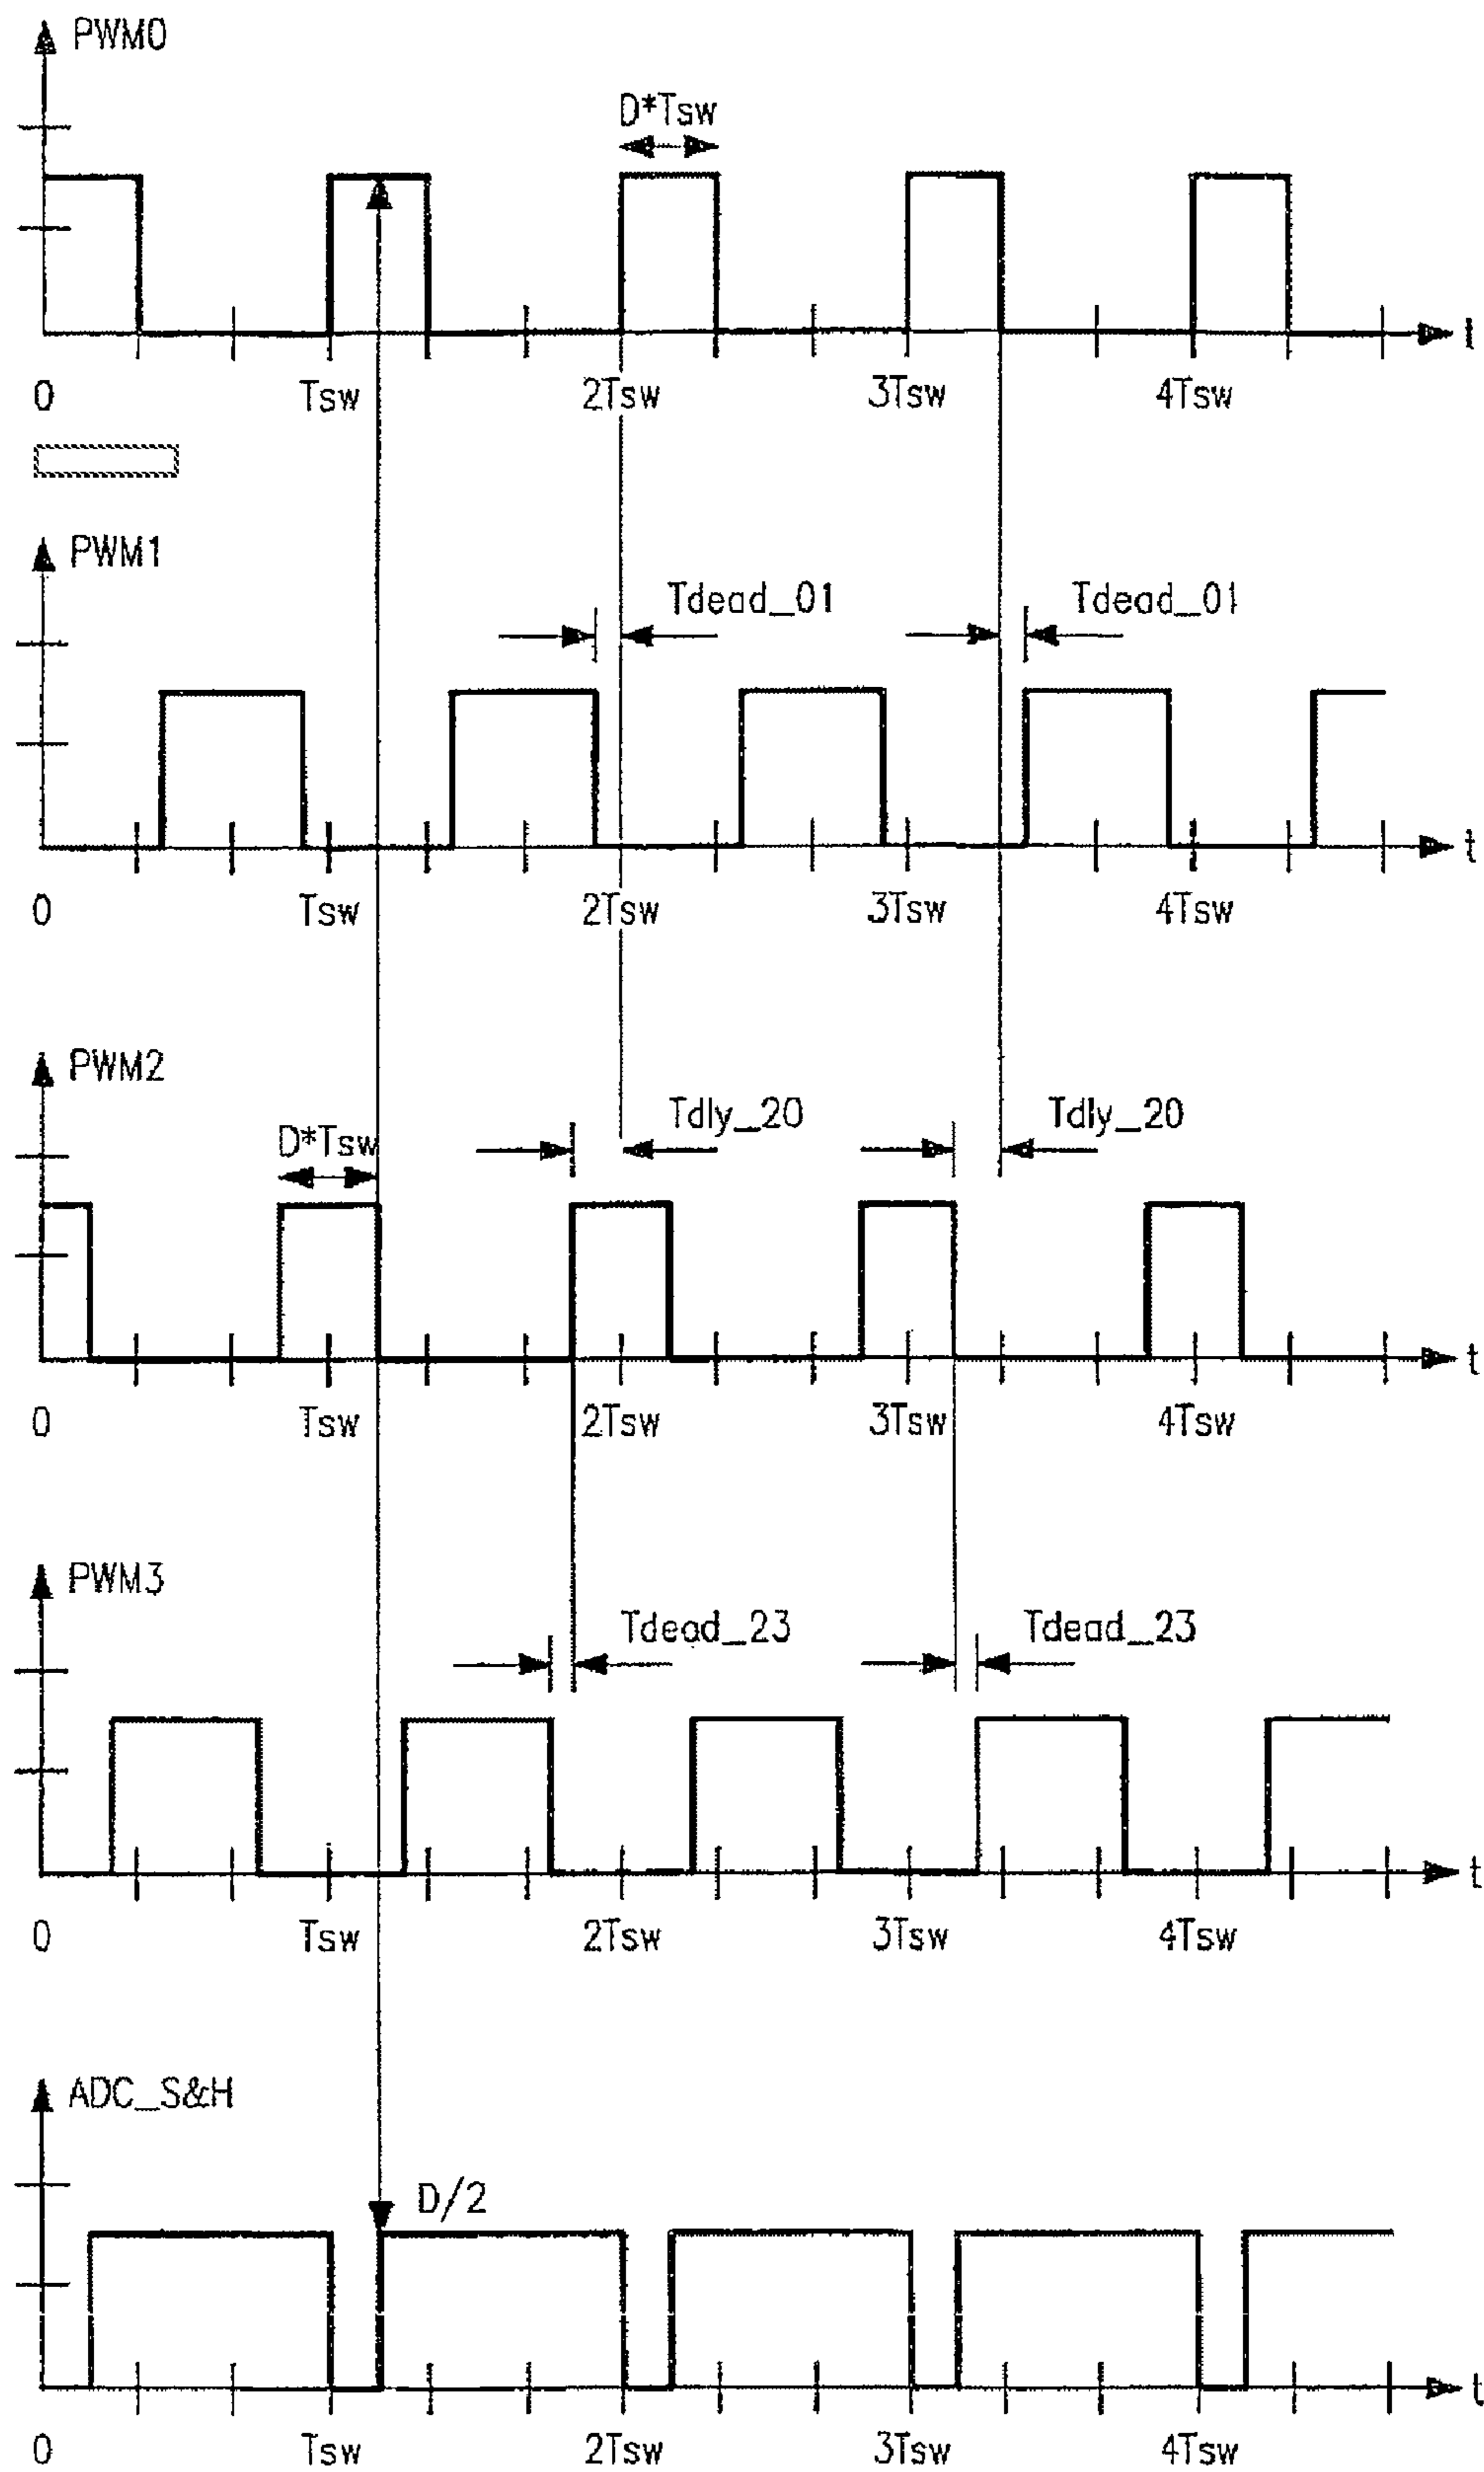 PWM0
D*Tsw
t
0 Tsw 2Tsw 3Tsw 4Tsw
PWM1
Tdead_01 Tdead_01
t
0 Tsw 2Tsw 3Tsw 4Tsw
PWM2
D*Tsw Tdly_20 Tdly_20
t
0 Tsw 2Tsw 3Tsw 4Tsw
PWM3
Tdead_23 Tdead_23
t
0 Tsw 2Tsw 3Tsw 4Tsw
ADC_S&H
D/2
t
0 Tsw 2Tsw 3Tsw 4Tsw